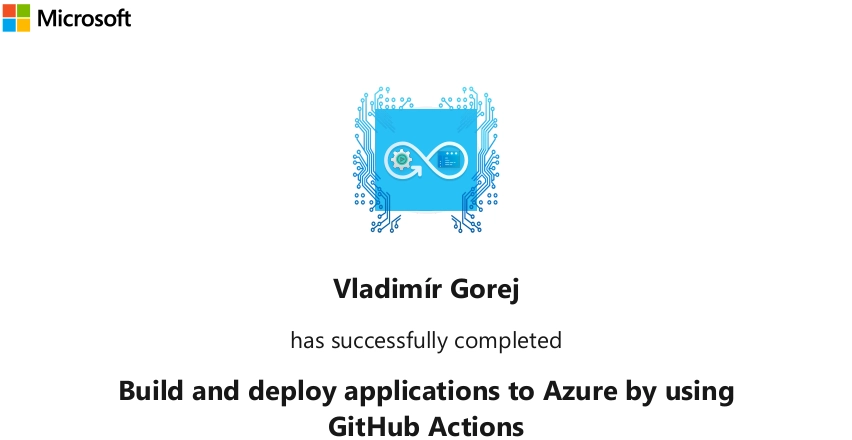 Microsoft
Vladimír Gorej
has successfully completed
Build and deploy applications to Azure by using
GitHub Actions